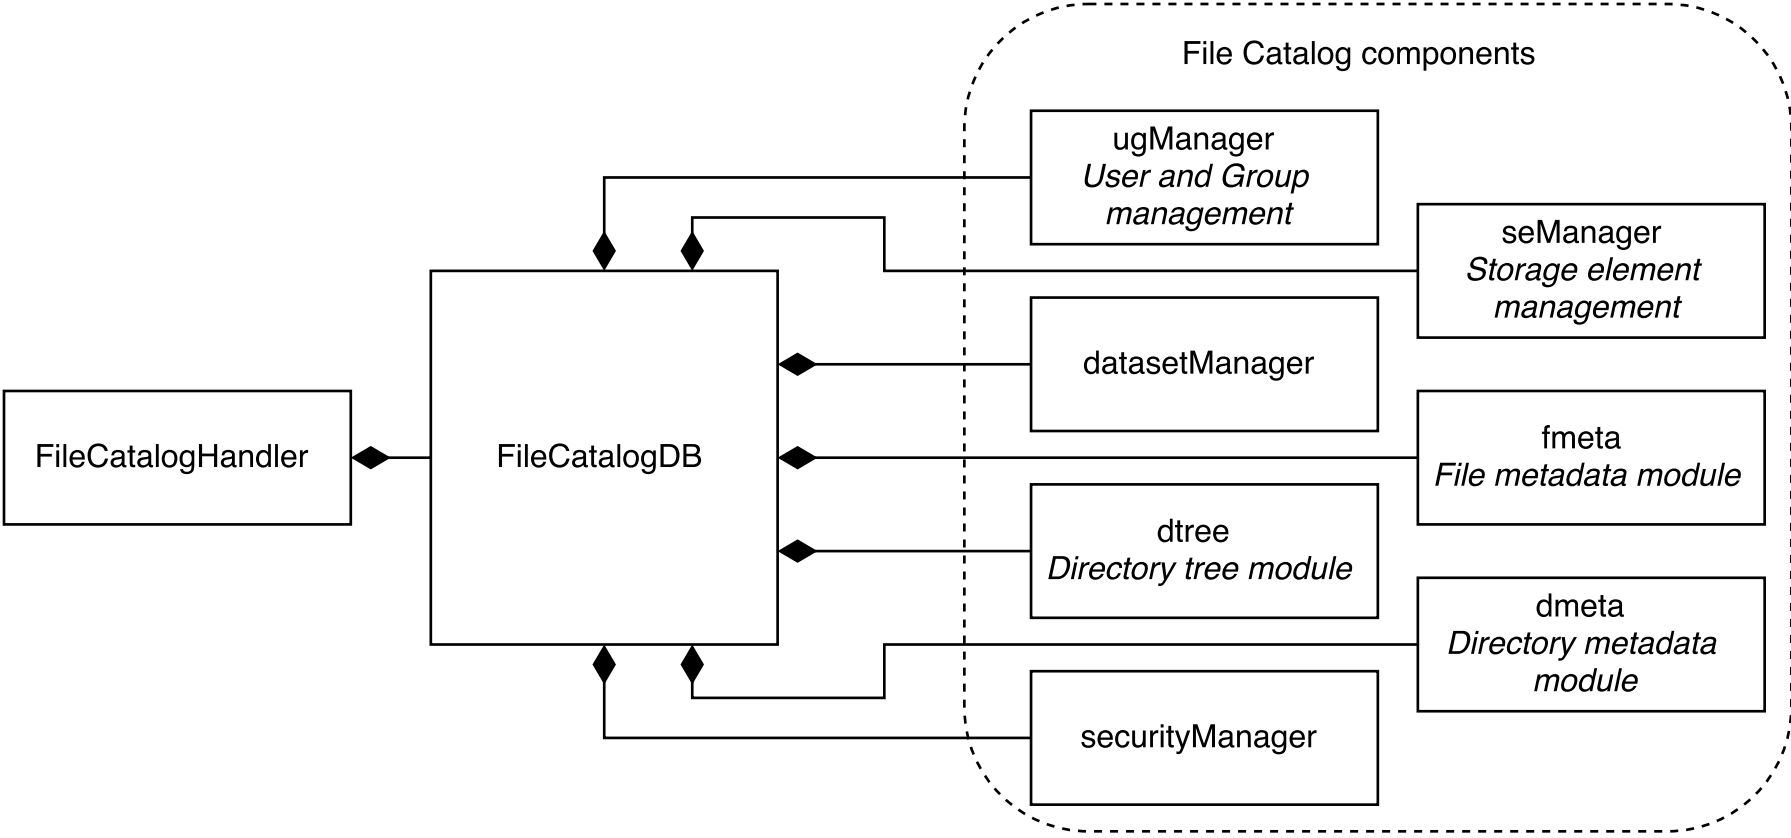 File Catalog components
ugManager
User and Group
management
seManager
Storage element
management
datasetManager
FileCatalogHandler
FileCatalogDB
fmeta
File metadata module
dtree
Directory tree module
dmeta
Directory metadata
module
securityManager